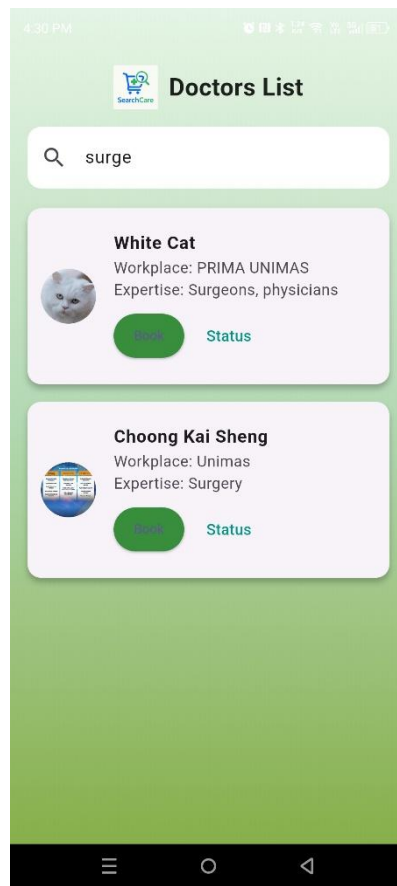 4:30 PM
SearchCare
Doctors List
surge
White Cat
Workplace: PRIMA UNIMAS
Expertise: Surgeons, physicians
Book
Status
Choong Kai Sheng
Workplace: Unimas
Expertise: Surgery
Book
Status